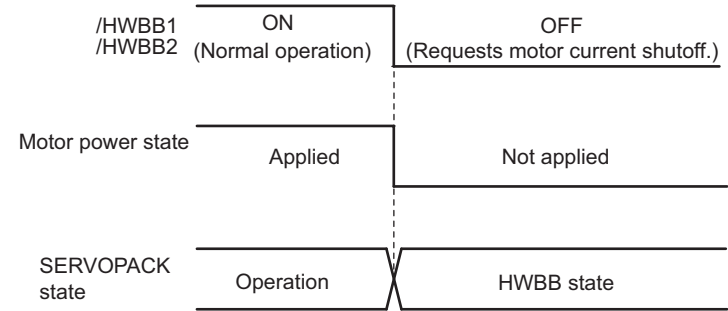 /HWBB1
/HWBB2
ON
(Normal operation)
OFF
(Requests motor current shutoff.)
Motor power state
Applied
Not applied
SERVOPACK
state
Operation
HWBB state